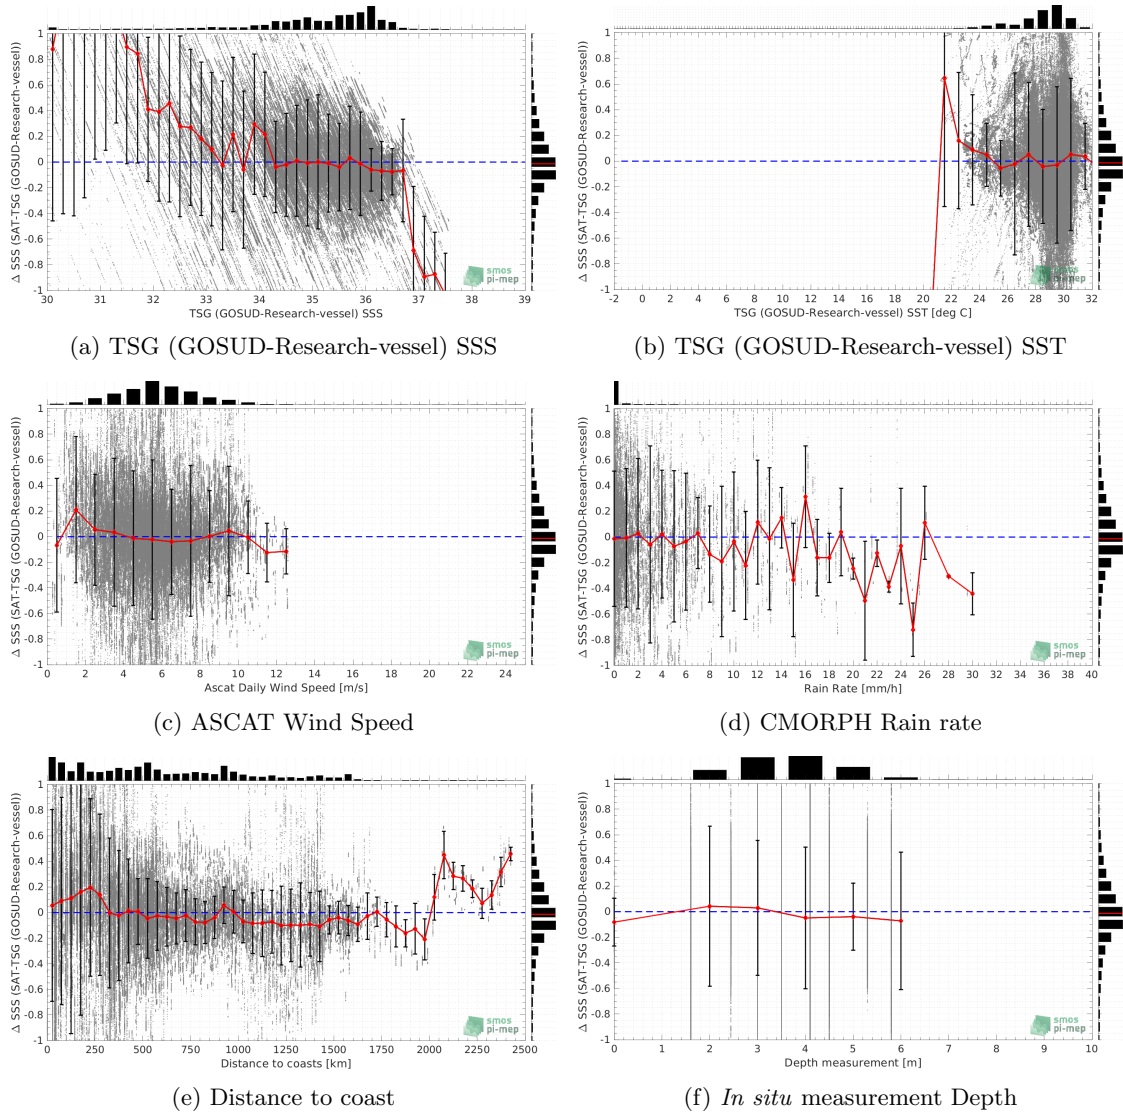 1
0.8
0.6
0.4
0.2
0
-0.2
-0.4
-0.6
-0.8
-1
Δ SSS (SAT-TSG (GOSUD-Research-vessel))
30 31 32 33 34 35 36 37 38 39
TSG (GOSUD-Research-vessel) SSS
smos
pi-mep
(a) TSG (GOSUD-Research-vessel) SSS
1
0.8
0.6
0.4
0.2
0
-0.2
-0.4
-0.6
-0.8
-1
Δ SSS (SAT-TSG (GOSUD-Research-vessel))
-2 0 2 4 6 8 10 12 14 16 18 20 22 24 26 28 30 32
TSG (GOSUD-Research-vessel) SST [deg C]
smos
pi-mep
(b) TSG (GOSUD-Research-vessel) SST
1
0.8
0.6
0.4
0.2
0
-0.2
-0.4
-0.6
-0.8
-1
Δ SSS (SAT-TSG (GOSUD-Research-vessel))
0 2 4 6 8 10 12 14 16 18 20 22 24
Ascat Daily Wind Speed [m/s]
smos
pi-mep
(c) ASCAT Wind Speed
1
0.8
0.6
0.4
0.2
0
-0.2
-0.4
-0.6
-0.8
-1
Δ SSS (SAT-TSG (GOSUD-Research-vessel))
0 2 4 6 8 10 12 14 16 18 20 22 24 26 28 30 32 34 36 38 40
Rain Rate [mm/h]
smos
pi-mep
(d) CMORPH Rain rate
1
0.8
0.6
0.4
0.2
0
-0.2
-0.4
-0.6
-0.8
-1
Δ SSS (SAT-TSG (GOSUD-Research-vessel))
0 250 500 750 1000 1250 1500 1750 2000 2250 2500
Distance to coasts [km]
smos
pi-mep
(e) Distance to coast
1
0.8
0.6
0.4
0.2
0
-0.2
-0.4
-0.6
-0.8
-1
Δ SSS (SAT-TSG (GOSUD-Research-vessel))
0 1 2 3 4 5 6 7 8 9 10
Depth measurement [m]
smos
pi-mep
(f) In situ measurement Depth